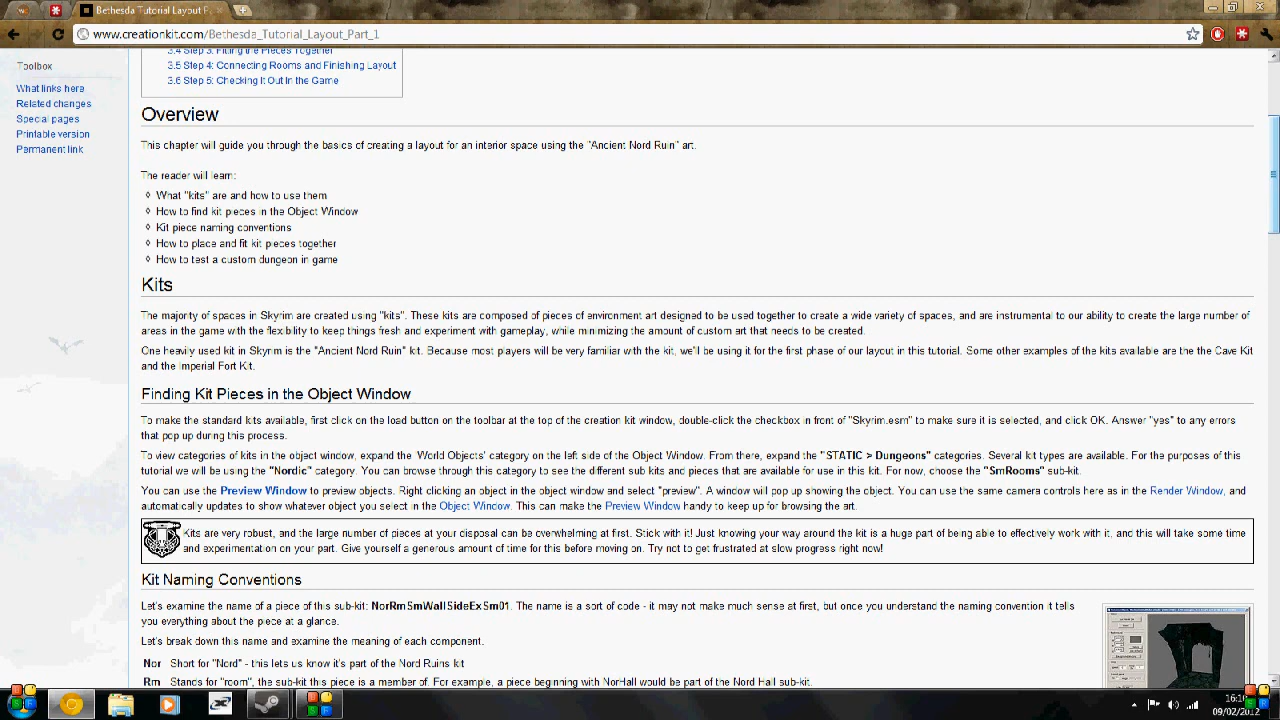 Bethesda Tutorial Layout P
www.creationkit.com/Bethesda_Tutorial_Layout_Part_1
Toolbox
What links here
Related changes
Special pages
Printable version
Permanent link
3.4 Step 3: Fitting the Pieces Together
3.5 Step 4: Connecting Rooms and Finishing Layout
3.6 Step 5: Checking It Out In the Game
Overview
This chapter will guide you through the basics of creating a layout for an interior space using the "Ancient Nord Ruin" art.
The reader will learn:
◊ What "kits" are and how to use them
◊ How to find kit pieces in the Object Window
◊ Kit piece naming conventions
◊ How to place and fit kit pieces together
◊ How to test a custom dungeon in game
Kits
The majority of spaces in Skyrim are created using "kits". These kits are composed of pieces of environment art designed to be used together to create a wide variety of spaces, and are instrumental to our ability to create the large number of
areas in the game with the flexibility to keep things fresh and experiment with gameplay, while minimizing the amount of custom art that needs to be created.
One heavily used kit in Skyrim is the "Ancient Nord Ruin" kit. Because most players will be very familiar with the kit, we'll be using it for the first phase of our layout in this tutorial. Some other examples of the kits available are the the Cave Kit
and the Imperial Fort Kit.
Finding Kit Pieces in the Object Window
To make the standard kits available, first click on the load button on the toolbar at the top of the creation kit window, double-click the checkbox in front of "Skyrim.esm" to make sure it is selected, and click OK. Answer "yes" to any errors
that pop up during this process.
To view categories of kits in the object window, expand the 'World Objects' category on the left side of the Object Window. From there, expand the "STATIC > Dungeons" categories. Several kit types are available. For the purposes of this
tutorial we will be using the "Nordic" category. You can browse through this category to see the different sub kits and pieces that are available for use in this kit. For now, choose the "SmRooms" sub-kit.
You can use the Preview Window to preview objects. Right clicking an object in the object window and select "preview". A window will pop up showing the object. You can use the same camera controls here as in the Render Window, and
automatically updates to show whatever object you select in the Object Window. This can make the Preview Window handy to keep up for browsing the art.
Kits are very robust, and the large number of pieces at your disposal can be overwhelming at first. Stick with it! Just knowing your way around the kit is a huge part of being able to effectively work with it, and this will take some time
and experimentation on your part. Give yourself a generous amount of time for this before moving on. Try not to get frustrated at slow progress right now!
Kit Naming Conventions
Let's examine the name of a piece of this sub-kit: NorRmSmWallSideExSm01. The name is a sort of code - it may not make much sense at first, but once you understand the naming convention it tells
you everything about the piece at a glance.
Let's break down this name and examine the meaning of each component.
Nor Short for "Nord" - this lets us know it's part of the Nord Ruins kit
Rm Stands for "room", the sub-kit this piece is a member of. For example, a piece beginning with NorHall would be part of the Nord Hall sub-kit.
09/02/2012